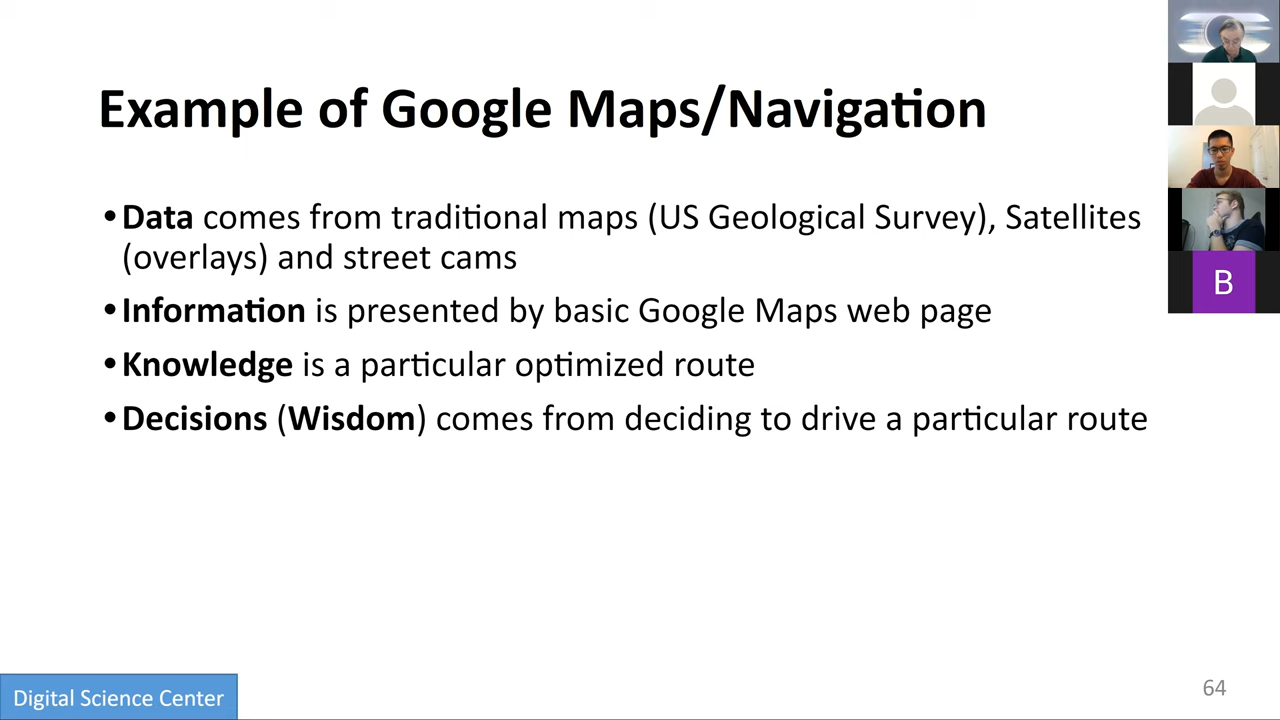 Example of Google Maps/Navigation
•Data comes from traditional maps (US Geological Survey), Satellites
(overlays) and street cams
•Information is presented by basic Google Maps web page
•Knowledge is a particular optimized route
•Decisions (Wisdom) comes from deciding to drive a particular route
B
Digital Science Center
64